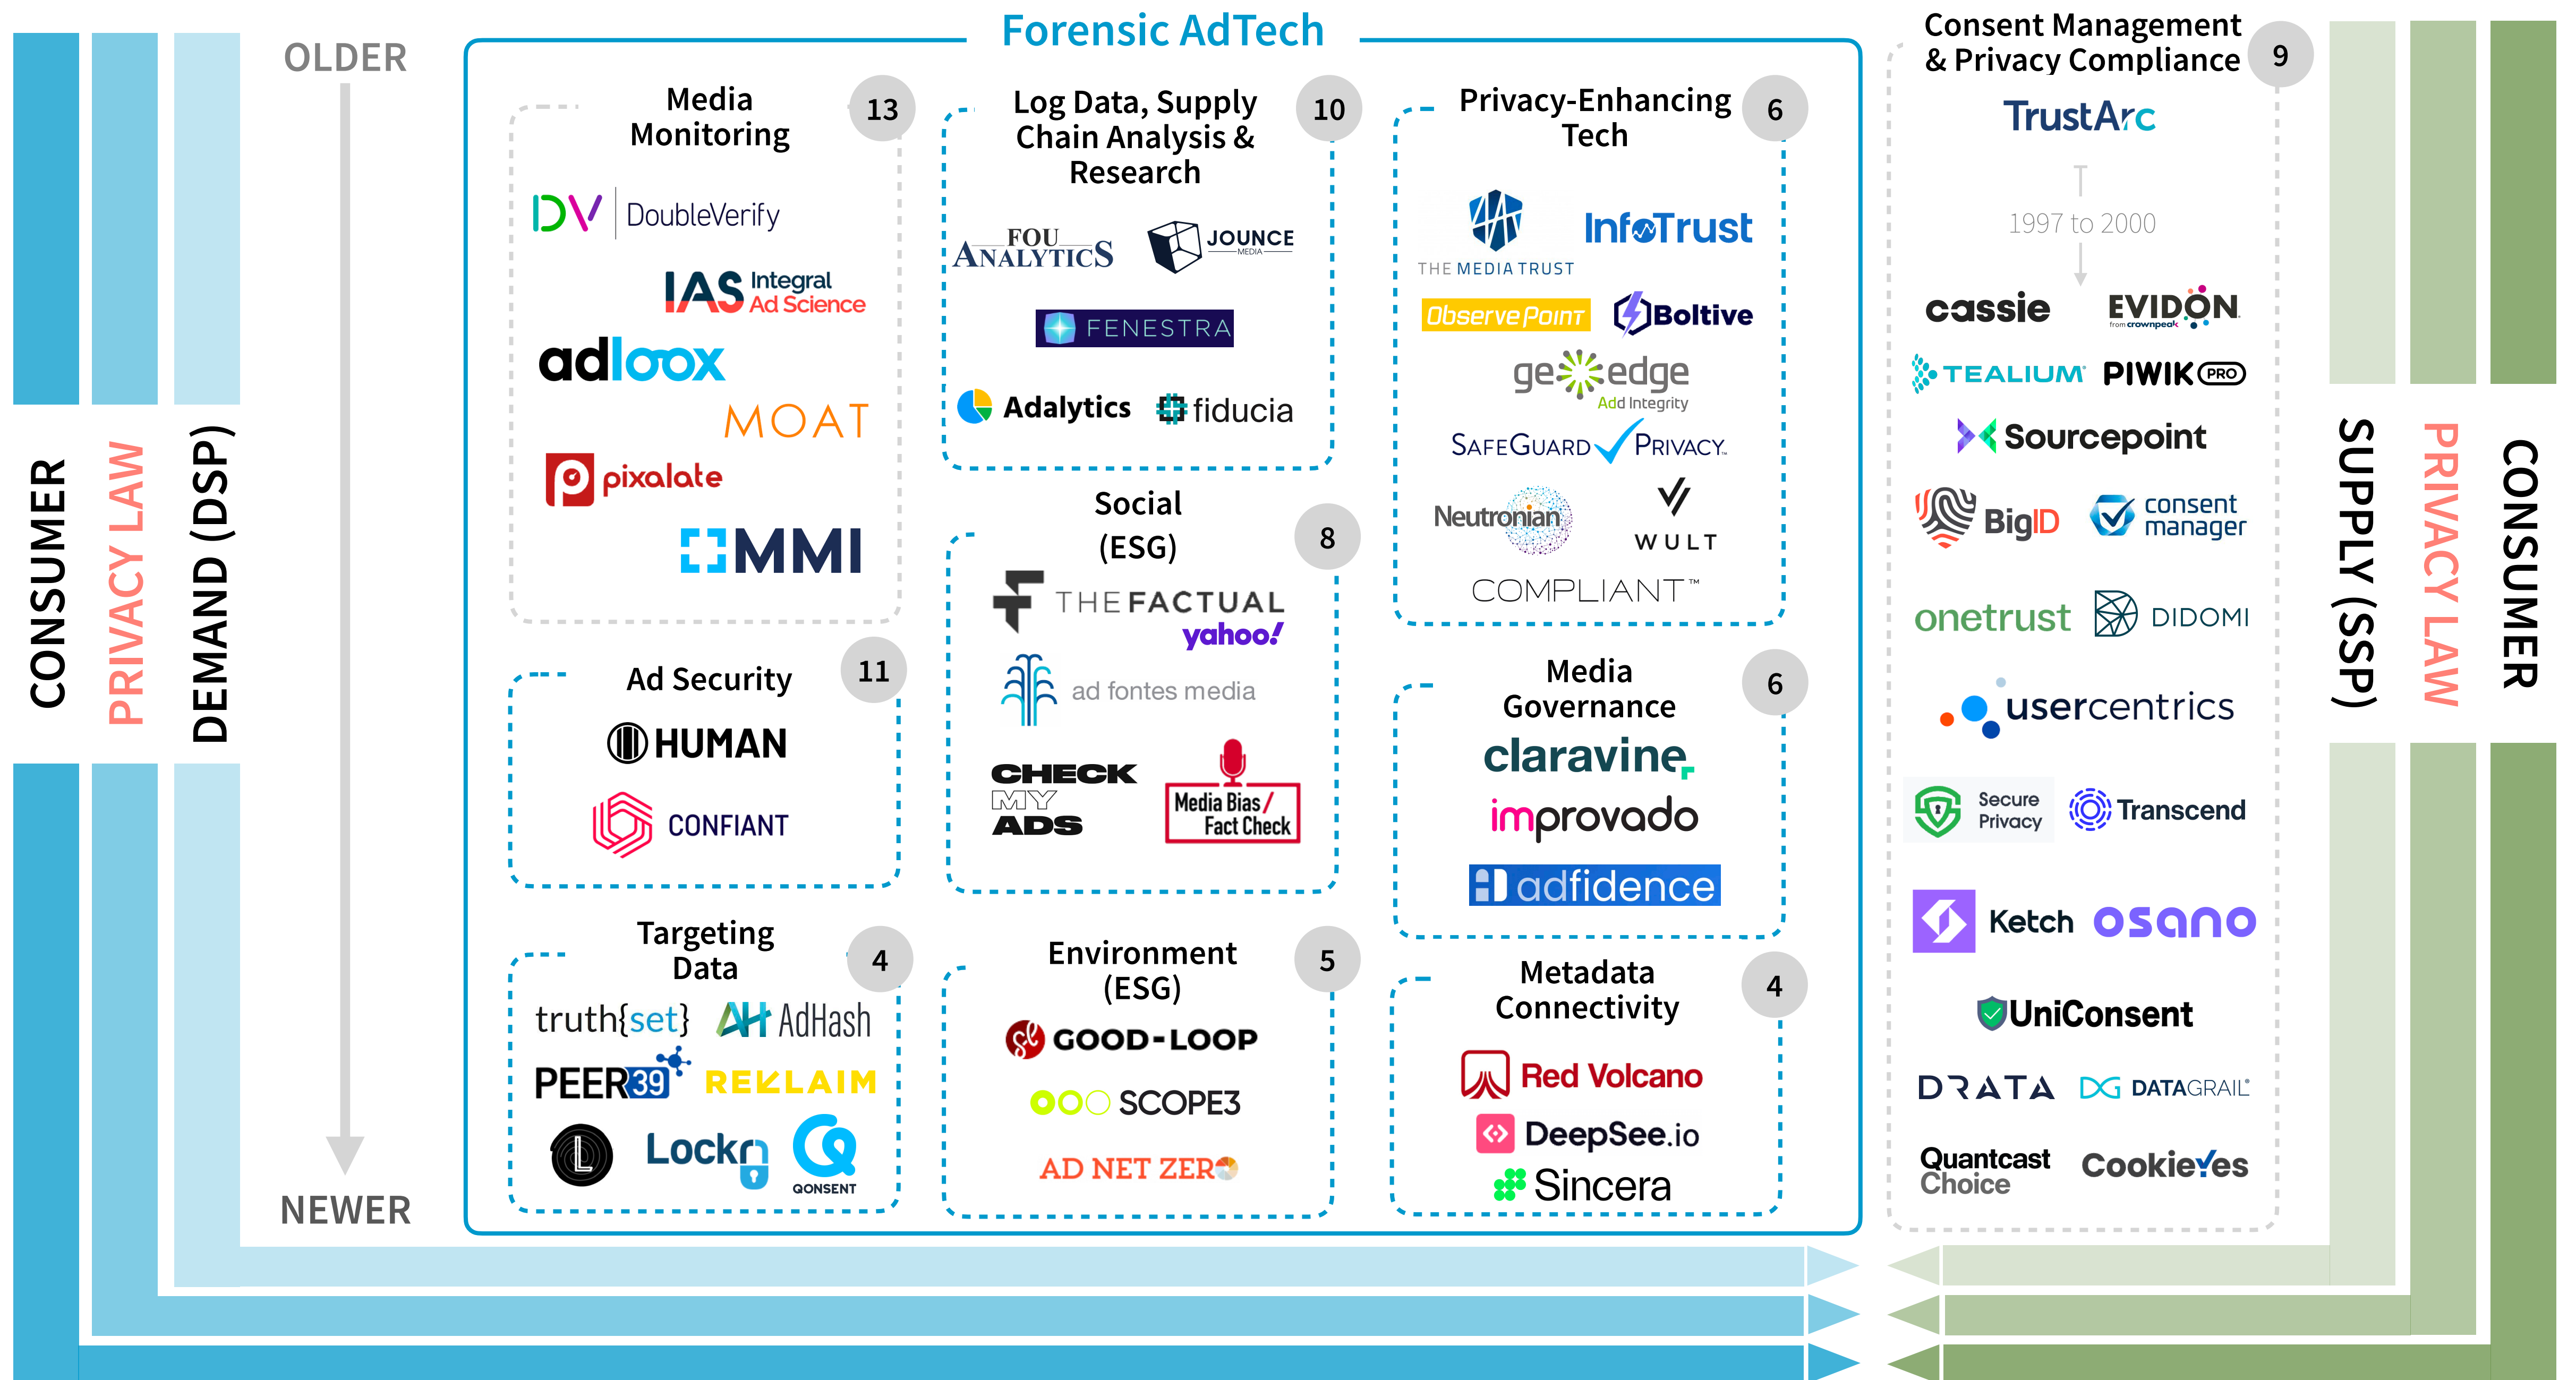 Forensic AdTech
OLDER
NEWER
CONSUMER
PRIVACY LAW
DEMAND (DSP)
Media
Monitoring
13
DV DoubleVerify
IAS Integral
Ad Science
adloox
MOAT
pixalate
MMI
Ad Security
11
HUMAN
CONFIANT
Targeting
Data
4
truth{set}
AdHash
PEER39
REKLAIM
L
Lockr
QONSENT
Log Data, Supply
Chain Analysis &
Research
10
FOU
ANALYTICS
JOUNCE
MEDIA
FENESTRA
Adalytics
fiducia
Social
(ESG)
8
THE FACTUAL
yahoo!
ad fontes media
CHECK
MY
ADS
Media Bias/
Fact Check
Environment
(ESG)
5
GOOD-LOOP
SCOPE3
AD NET ZERO
Privacy-Enhancing
Tech
6
THE MEDIA TRUST
InfoTrust
ObservePoint
Boltive
geoedge
Add Integrity
SAFEGUARD PRIVACY
Neutronian
WULT
COMPLIANT™
Media
Governance
6
claravine
improvado
adfidence
Metadata
Connectivity
4
Red Volcano
DeepSee.io
Sincera
Consent Management
& Privacy Compliance
9
TrustArc
1997 to 2000
cassie
EVIDON
from crownpeak
TEALIUM
PIWIK PRO
Sourcepoint
BigID
consent
manager
onetrust
DIDOMI
usercentrics
Secure
Privacy
Transcend
Ketch
osano
UniConsent
DRATA
DATAGRAIL
Quantcast
Choice
CookieYes
SUPPLY (SSP)
PRIVACY LAW
CONSUMER